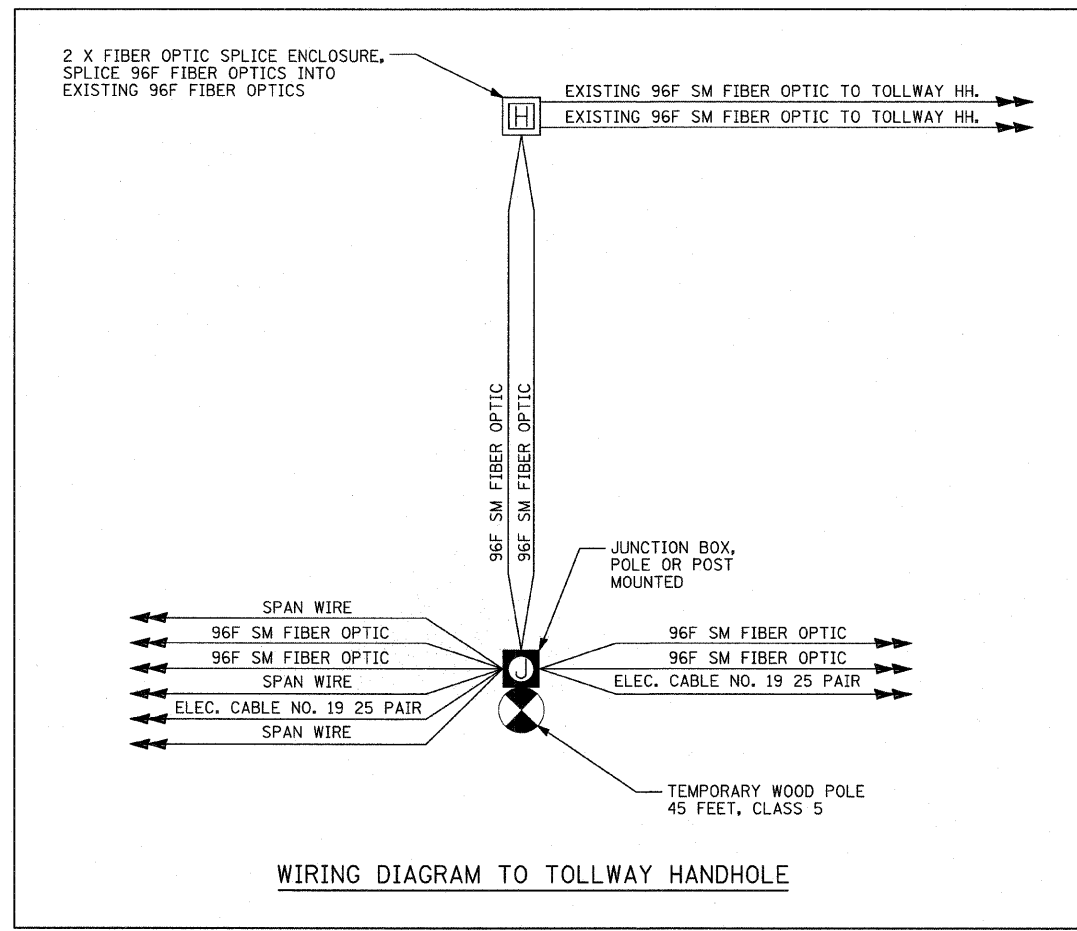 2 X FIBER OPTIC SPLICE ENCLOSURE,
SPLICE 96F FIBER OPTICS INTO
EXISTING 96F FIBER OPTICS
H
EXISTING 96F SM FIBER OPTIC TO TOLLWAY HH.
EXISTING 96F SM FIBER OPTIC TO TOLLWAY HH.
96F SM FIBER OPTIC
96F SM FIBER OPTIC
JUNCTION BOX,
POLE OR POST
MOUNTED
SPAN WIRE
96F SM FIBER OPTIC
96F SM FIBER OPTIC
SPAN WIRE
ELEC. CABLE NO. 19 25 PAIR
SPAN WIRE
J
96F SM FIBER OPTIC
96F SM FIBER OPTIC
ELEC. CABLE NO. 19 25 PAIR
TEMPORARY WOOD POLE
45 FEET, CLASS 5
WIRING DIAGRAM TO TOLLWAY HANDHOLE